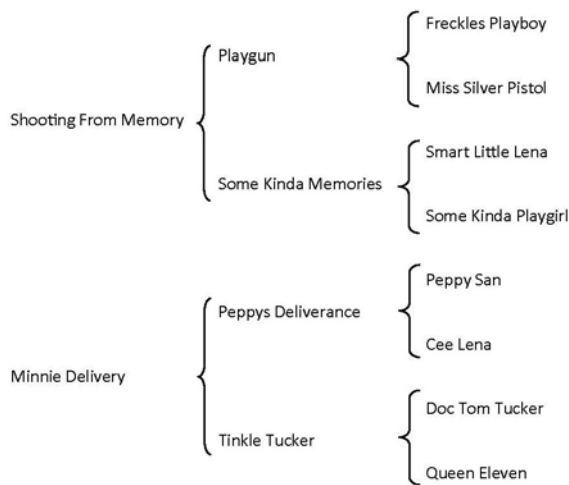 Freckles Playboy
Playgun
Miss Silver Pistol
Shooting From Memory
Smart Little Lena
Some Kinda Memories
Some Kinda Playgirl
Peppy San
Peppys Deliverance
Cee Lena
Minnie Delivery
Doc Tom Tucker
Tinkle Tucker
Queen Eleven